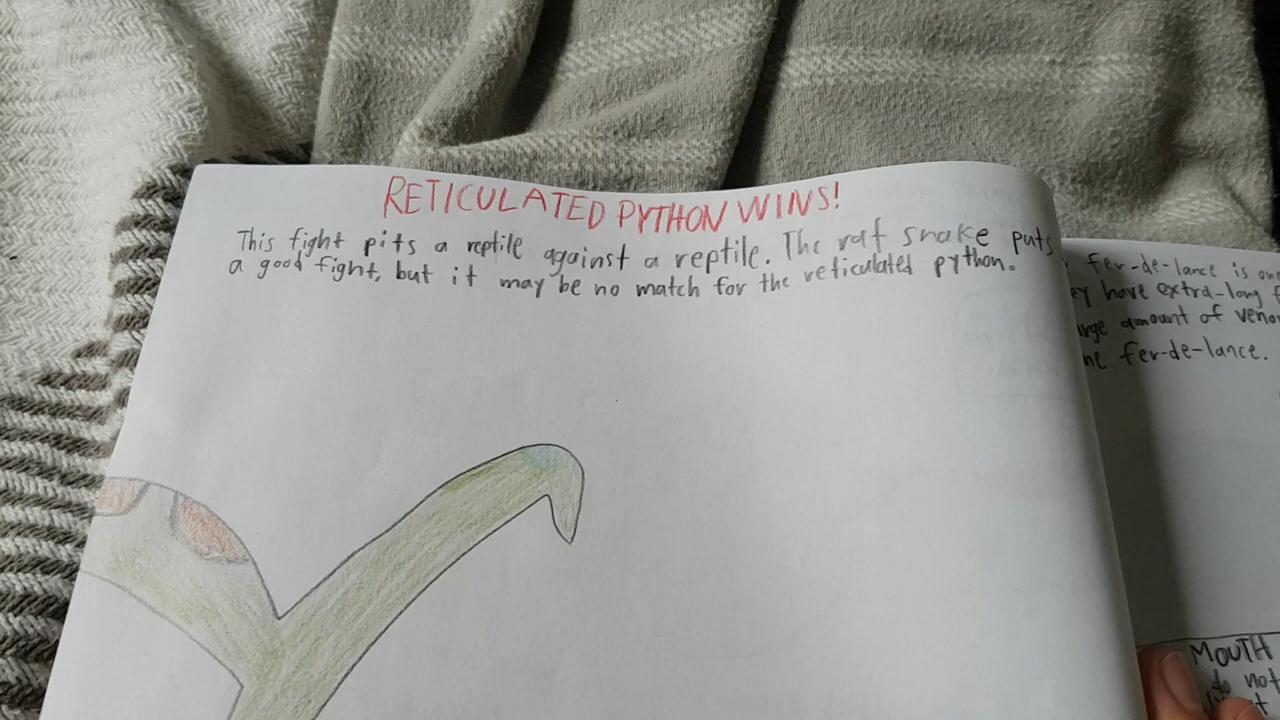 RETICULATED PYTHON WINS!
This fight pits a reptile against a reptile. The rat snake puts
a good fight, but it may be no match for the reticulated python.
fer-de-lance is
have extra-long
amount of
fer-de-lance.
MOUTH
do not